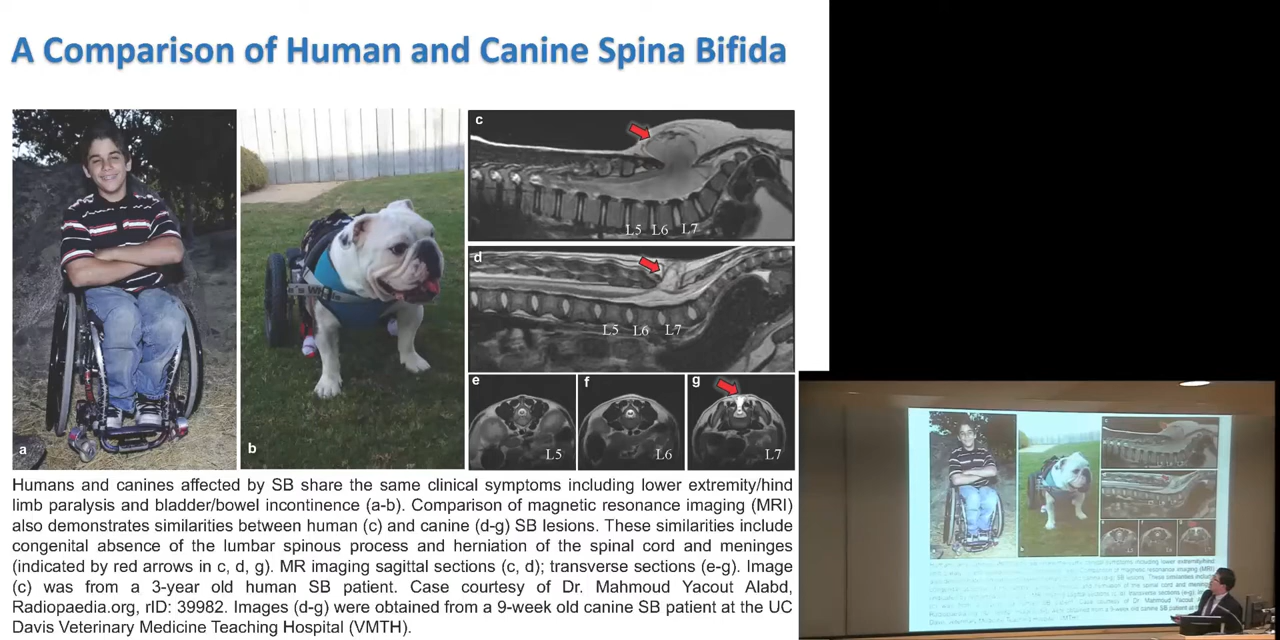 A Comparison of Human and Canine Spina Bifida
a
b
c
L5 L6 L7
d
L5 L6 L7
e
L5
f
L6
g
L7
Humans and canines affected by SB share the same clinical symptoms including lower extremity/hind
limb paralysis and bladder/bowel incontinence (a-b). Comparison of magnetic resonance imaging (MRI)
also demonstrates similarities between human (c) and canine (d-g) SB lesions. These similarities include
congenital absence of the lumbar spinous process and herniation of the spinal cord and meninges
(indicated by red arrows in c, d, g). MR imaging sagittal sections (c, d); transverse sections (e-g). Image
(c) was from a 3-year old human SB patient. Case courtesy of Dr. Mahmoud Yacout Alabd,
Radiopaedia.org, rID: 39982. Images (d-g) were obtained from a 9-week old canine SB patient at the UC
Davis Veterinary Medicine Teaching Hospital (VMTH).